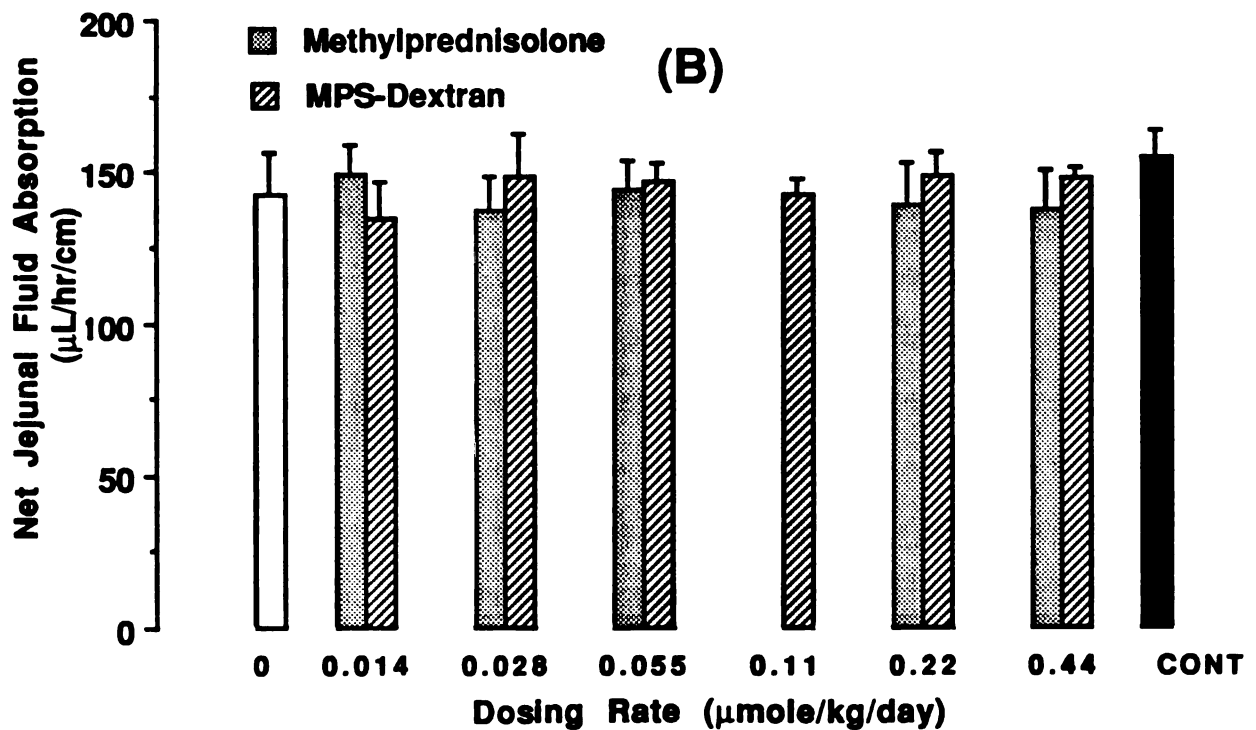 200
150
100
50
0
Net Jejunal Fluid Absorption
(μL/hr/cm)
Methylprednisolone
MPS-Dextran
(B)
0 0.014 0.028 0.055 0.11 0.22 0.44 CONT
Dosing Rate (μmole/kg/day)